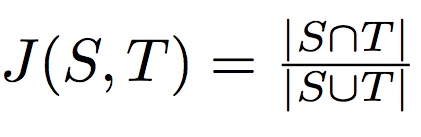 J(S, T) = |S∩T| / |S∪T|